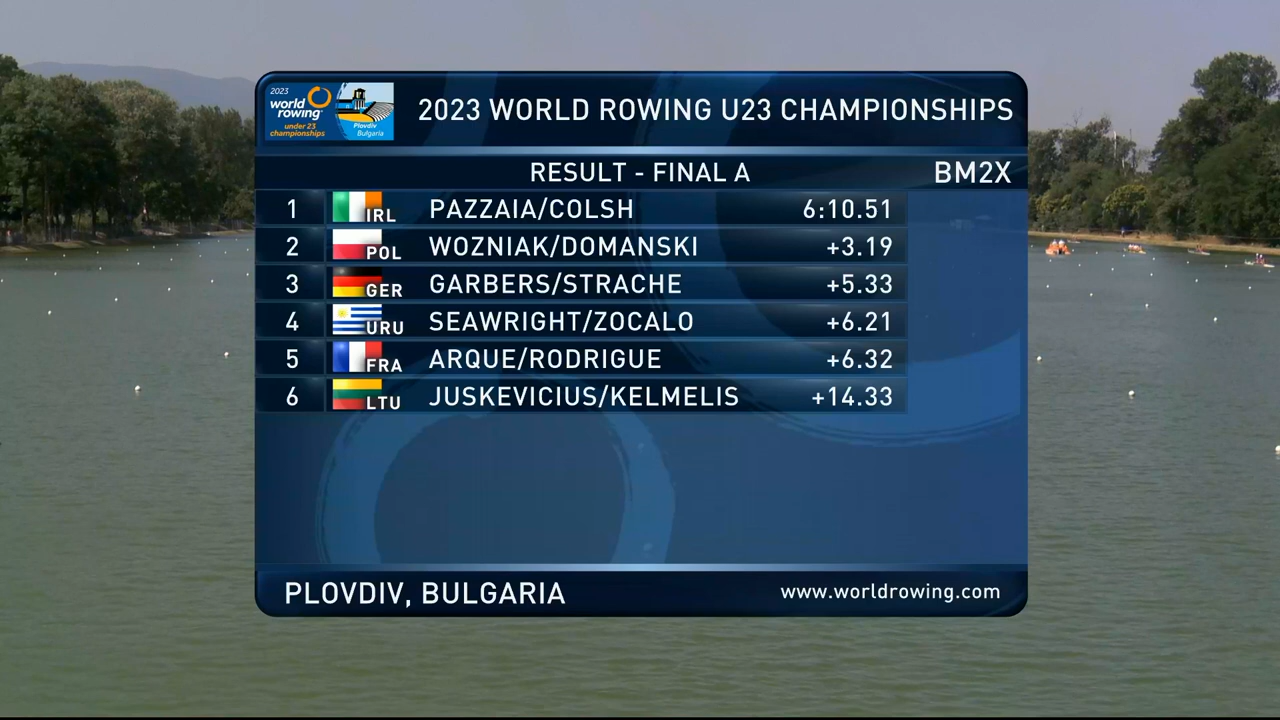 2023
world
rowing
under 23
championships
Plovdiv
Bulgaria
2023 WORLD ROWING U23 CHAMPIONSHIPS
RESULT - FINAL A BM2X
1 IRL PAZZAIA/COLSH 6:10.51
2 POL WOZNIAK/DOMANSKI +3.19
3 GER GARBERS/STRACHE +5.33
4 URU SEAWRIGHT/ZOCALO +6.21
5 FRA ARQUE/RODRIGUE +6.32
6 LTU JUSKEVICIUS/KELMELIS +14.33
PLOVDIV, BULGARIA www.worldrowing.com